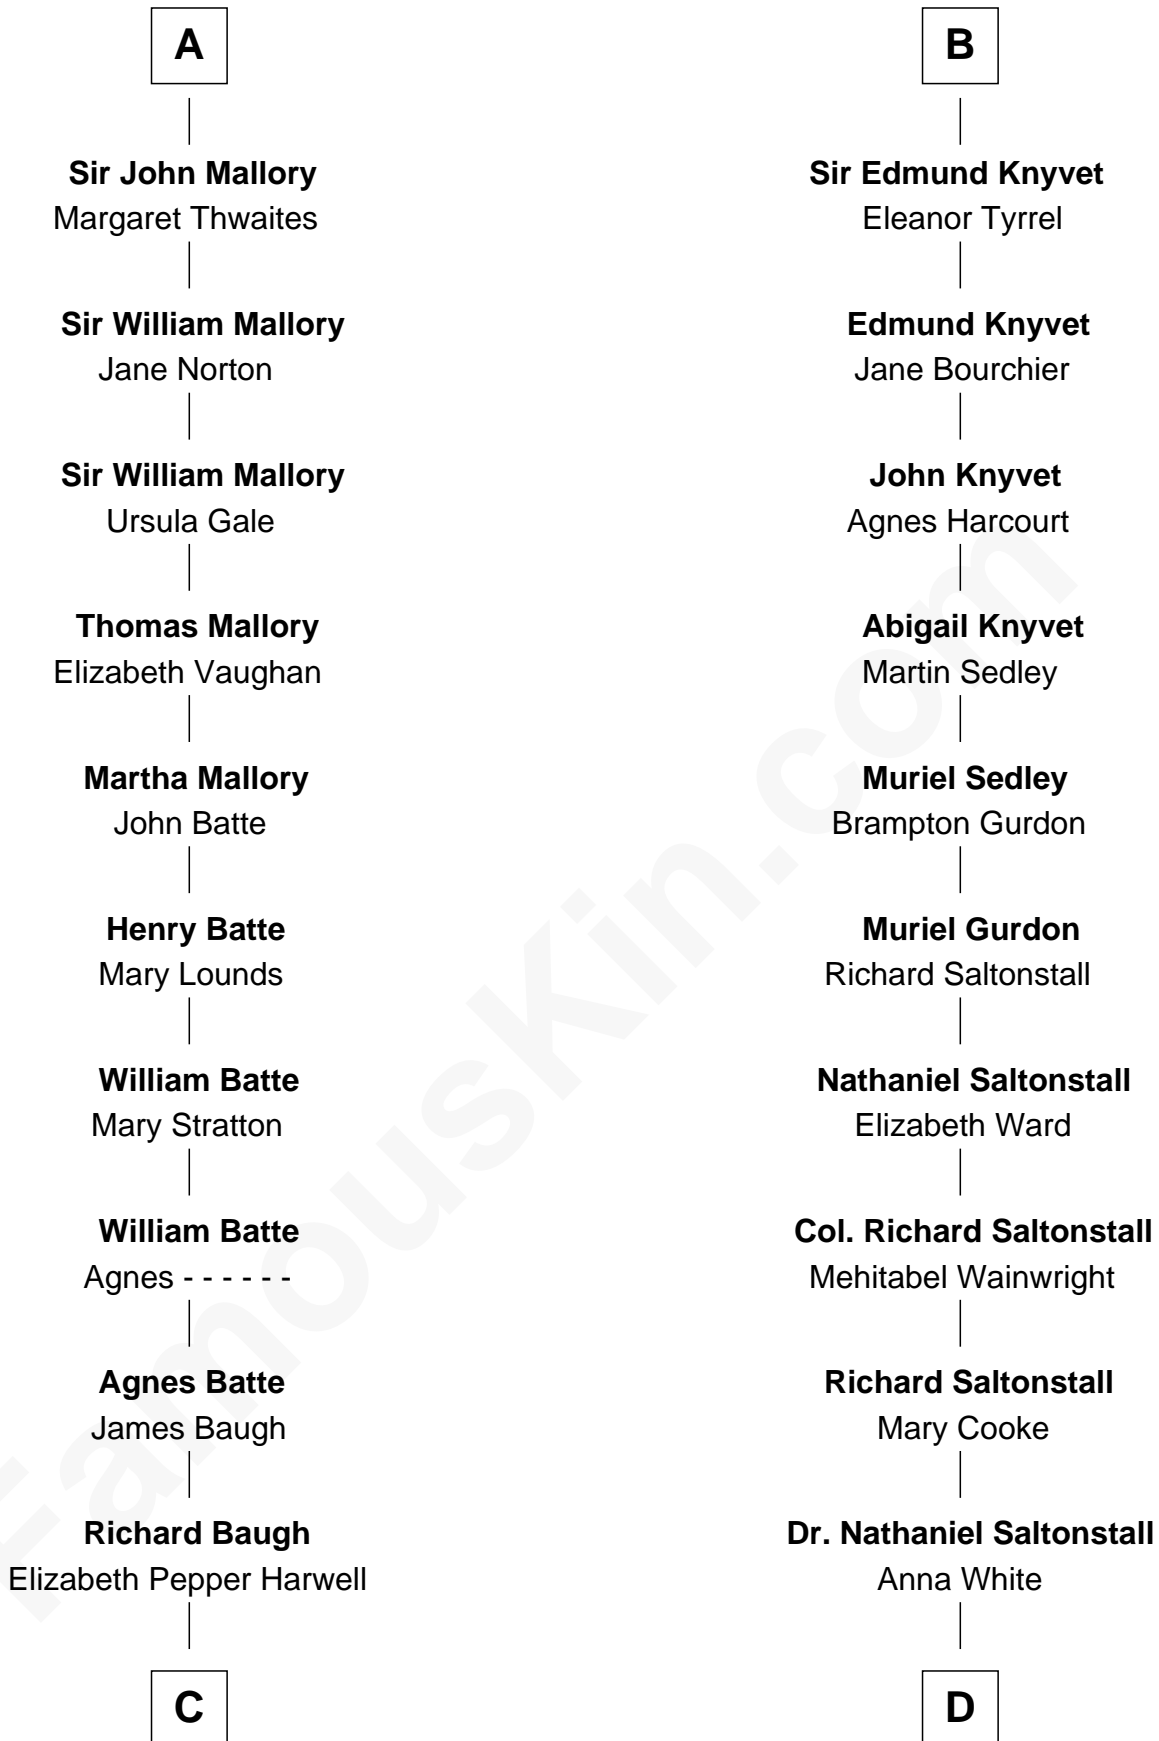 A
Sir John Mallory
Margaret Thwaites
Sir William Mallory
Jane Norton
Sir William Mallory
Ursula Gale
Thomas Mallory
Elizabeth Vaughan
Martha Mallory
John Batte
Henry Batte
Mary Lounds
William Batte
Mary Stratton
William Batte
Agnes - - - - - -
Agnes Batte
James Baugh
Richard Baugh
Elizabeth Pepper Harwell
C
B
Sir Edmund Knyvet
Eleanor Tyrrel
Edmund Knyvet
Jane Bourchier
John Knyvet
Agnes Harcourt
Abigail Knyvet
Martin Sedley
Muriel Sedley
Brampton Gurdon
Muriel Gurdon
Richard Saltonstall
Nathaniel Saltonstall
Elizabeth Ward
Col. Richard Saltonstall
Mehitabel Wainwright
Richard Saltonstall
Mary Cooke
Dr. Nathaniel Saltonstall
Anna White
D
FamousKin.com